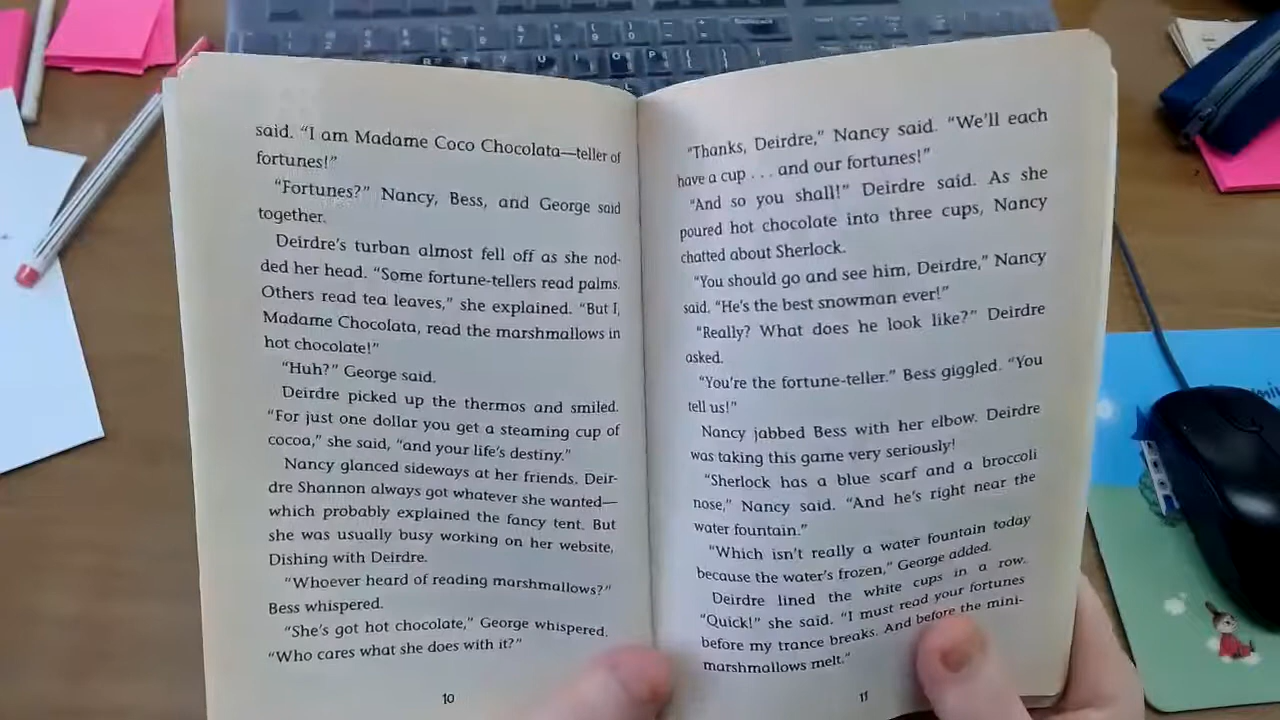 said. “I am Madame Coco Chocolata—teller of
fortunes!”
“Fortunes?” Nancy, Bess, and George said
together.
Deirdre’s turban almost fell off as she nod-
ded her head. “Some fortune-tellers read palms.
Others read tea leaves,” she explained. “But I,
Madame Chocolata, read the marshmallows in
hot chocolate!”
“Huh?” George said.
Deirdre picked up the thermos and smiled.
“For just one dollar you get a steaming cup of
cocoa,” she said, “and your life’s destiny.”
Nancy glanced sideways at her friends. Deir-
dre Shannon always got whatever she wanted—
which probably explained the fancy tent. But
she was usually busy working on her website,
Dishing with Deirdre.
“Whoever heard of reading marshmallows?”
Bess whispered.
“She’s got hot chocolate,” George whispered.
“Who cares what she does with it?”
10
“Thanks, Deirdre,” Nancy said. “We’ll each
have a cup . . . and our fortunes!”
“And so you shall!” Deirdre said. As she
poured hot chocolate into three cups, Nancy
chatted about Sherlock.
“You should go and see him, Deirdre,” Nancy
said. “He’s the best snowman ever!”
“Really? What does he look like?” Deirdre
asked.
“You’re the fortune-teller.” Bess giggled. “You
tell us!”
Nancy jabbed Bess with her elbow. Deirdre
was taking this game very seriously!
“Sherlock has a blue scarf and a broccoli
nose,” Nancy said. “And he’s right near the
water fountain.”
“Which isn’t really a water fountain today
because the water’s frozen,” George added.
Deirdre lined the white cups in a row.
“Quick!” she said. “I must read your fortunes
before my trance breaks. And before the mini-
marshmallows melt.”
11